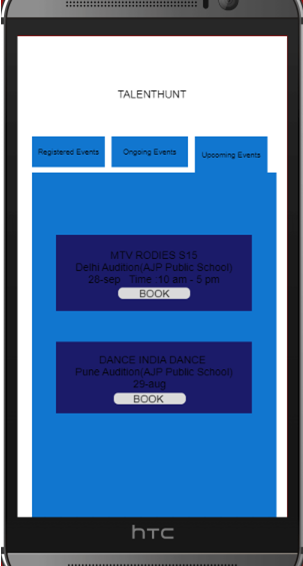 TALENTHUNT
Registered Events
Ongoing Events
Upcoming Events
MTV RODIES S15
Delhi Audition(AJP Public School)
28-sep : Time :10 am - 5 pm
BOOK
DANCE INDIA DANCE
Pune Audition(AJP Public School)
29-aug
BOOK
hTC